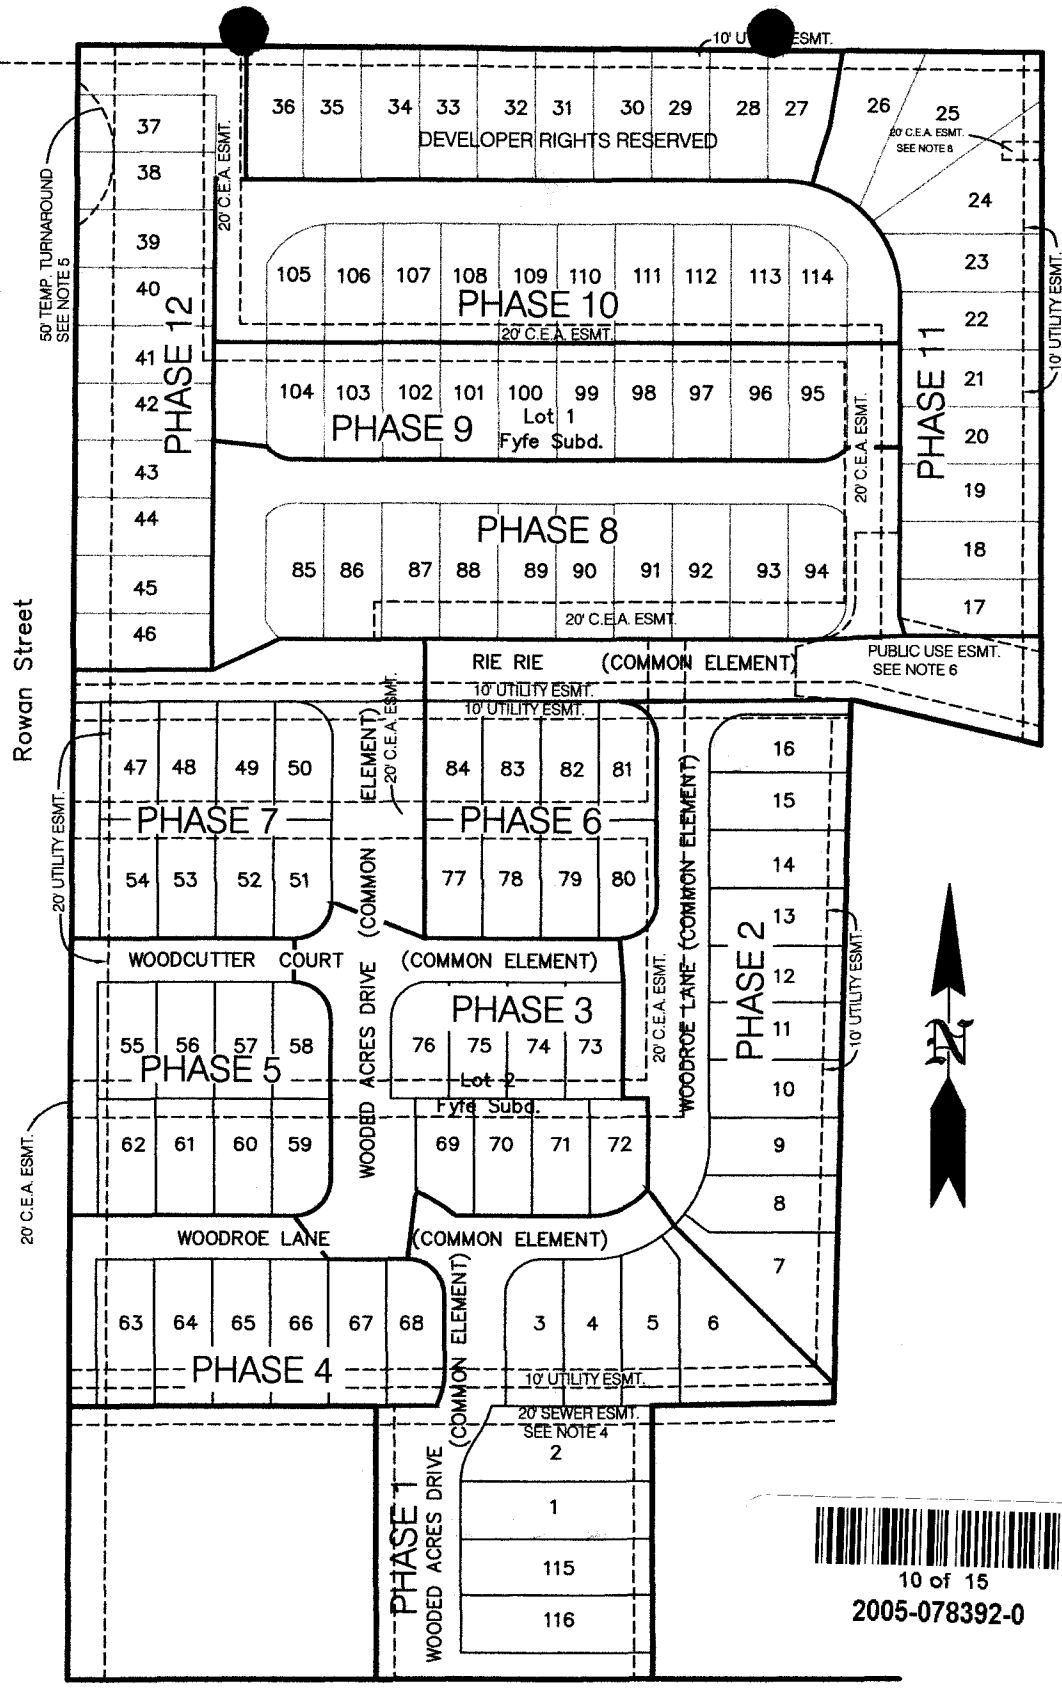 10' U ESMT.
36 35 34 33 32 31 30 29 28 27 26 25
DEVELOPER RIGHTS RESERVED
20' C.E.A. ESMT.
SEE NOTE 8
37
38
39
40
41
42
43
44
45
46
PHASE 12
50' TEMP. TURNAROUND
SEE NOTE 5
20' C.E.A. ESMT.
24
23
22
21
20
19
18
17
PHASE 11
10' UTILITY ESMT.
105 106 107 108 109 110 111 112 113 114
PHASE 10
20' C.E.A. ESMT.
104 103 102 101 100 99 98 97 96 95
PHASE 9
Lot 1
Fyfe Subd.
20' C.E.A. ESMT.
PHASE 8
85 86 87 88 89 90 91 92 93 94
20' C.E.A. ESMT.
Rowan Street
RIE RIE (COMMON ELEMENT)
PUBLIC USE ESMT.
SEE NOTE 6
10' UTILITY ESMT.
10' UTILITY ESMT.
20' C.E.A. ESMT.
47 48 49 50
PHASE 7
54 53 52 51
20' UTILITY ESMT.
84 83 82 81
PHASE 6
77 78 79 80
WOODROE LANE (COMMON ELEMENT)
20' C.E.A. ESMT.
16
15
14
13
12
11
10
9
8
7
PHASE 2
10' UTILITY ESMT.
N
WOODCUTTER COURT (COMMON ELEMENT)
WOODED ACRES DRIVE (COMMON ELEMENT)
PHASE 3
76 75 74 73
Lot 2
Fyfe Subd.
69 70 71 72
55 56 57 58
PHASE 5
62 61 60 59
20' C.E.A. ESMT.
WOODROE LANE (COMMON ELEMENT)
63 64 65 66 67 68
PHASE 4
3 4 5 6
10' UTILITY ESMT.
20' SEWER ESMT.
SEE NOTE 4
2
1
115
116
PHASE 1
WOODED ACRES DRIVE (COMMON ELEMENT)
10 of 15
2005-078392-0